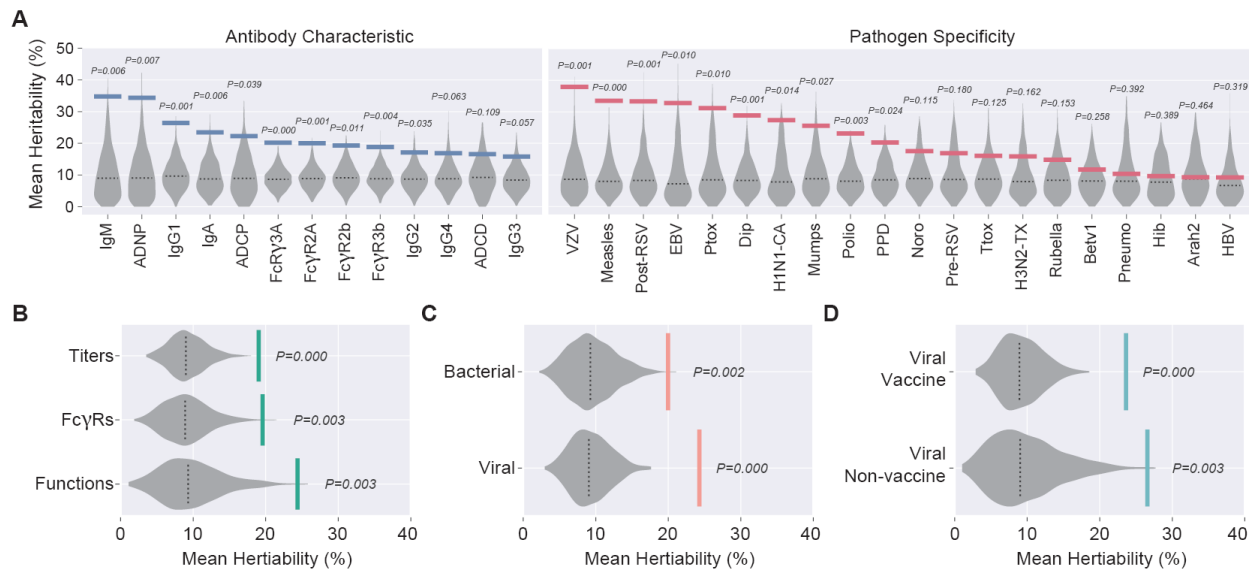 A
Antibody Characteristic
Pathogen Specificity
Mean Heritability (%)
50
40
30
20
10
0
P=0.006
P=0.007
P=0.001
P=0.006
P=0.039
P=0.000
P=0.001
P=0.011
P=0.004
P=0.035
P=0.063
P=0.109
P=0.057
P=0.001
P=0.000
P=0.001
P=0.010
P=0.010
P=0.001
P=0.014
P=0.027
P=0.003
P=0.024
P=0.115
P=0.180
P=0.125
P=0.162
P=0.153
P=0.258
P=0.392
P=0.389
P=0.464
P=0.319
IgM
ADNP
IgG1
IgA
ADCP
FcRγ3A
FcγR2A
FcγR2b
FcγR3b
IgG2
IgG4
ADCD
IgG3
VZV
Measles
Post-RSV
EBV
Ptox
Dip
H1N1-CA
Mumps
Polio
PPD
Noro
Pre-RSV
Ttox
H3N2-TX
Rubella
Betv1
Pneumo
Hib
Arah2
HBV
B
Titers
P=0.000
FcγRs
P=0.003
Functions
P=0.003
0 10 20 30 40
Mean Hertiability (%)
C
Bacterial
P=0.002
Viral
P=0.000
0 10 20 30 40
Mean Hertiability (%)
D
Viral
Vaccine
P=0.000
Viral
Non-vaccine
P=0.003
0 10 20 30 40
Mean Hertiability (%)